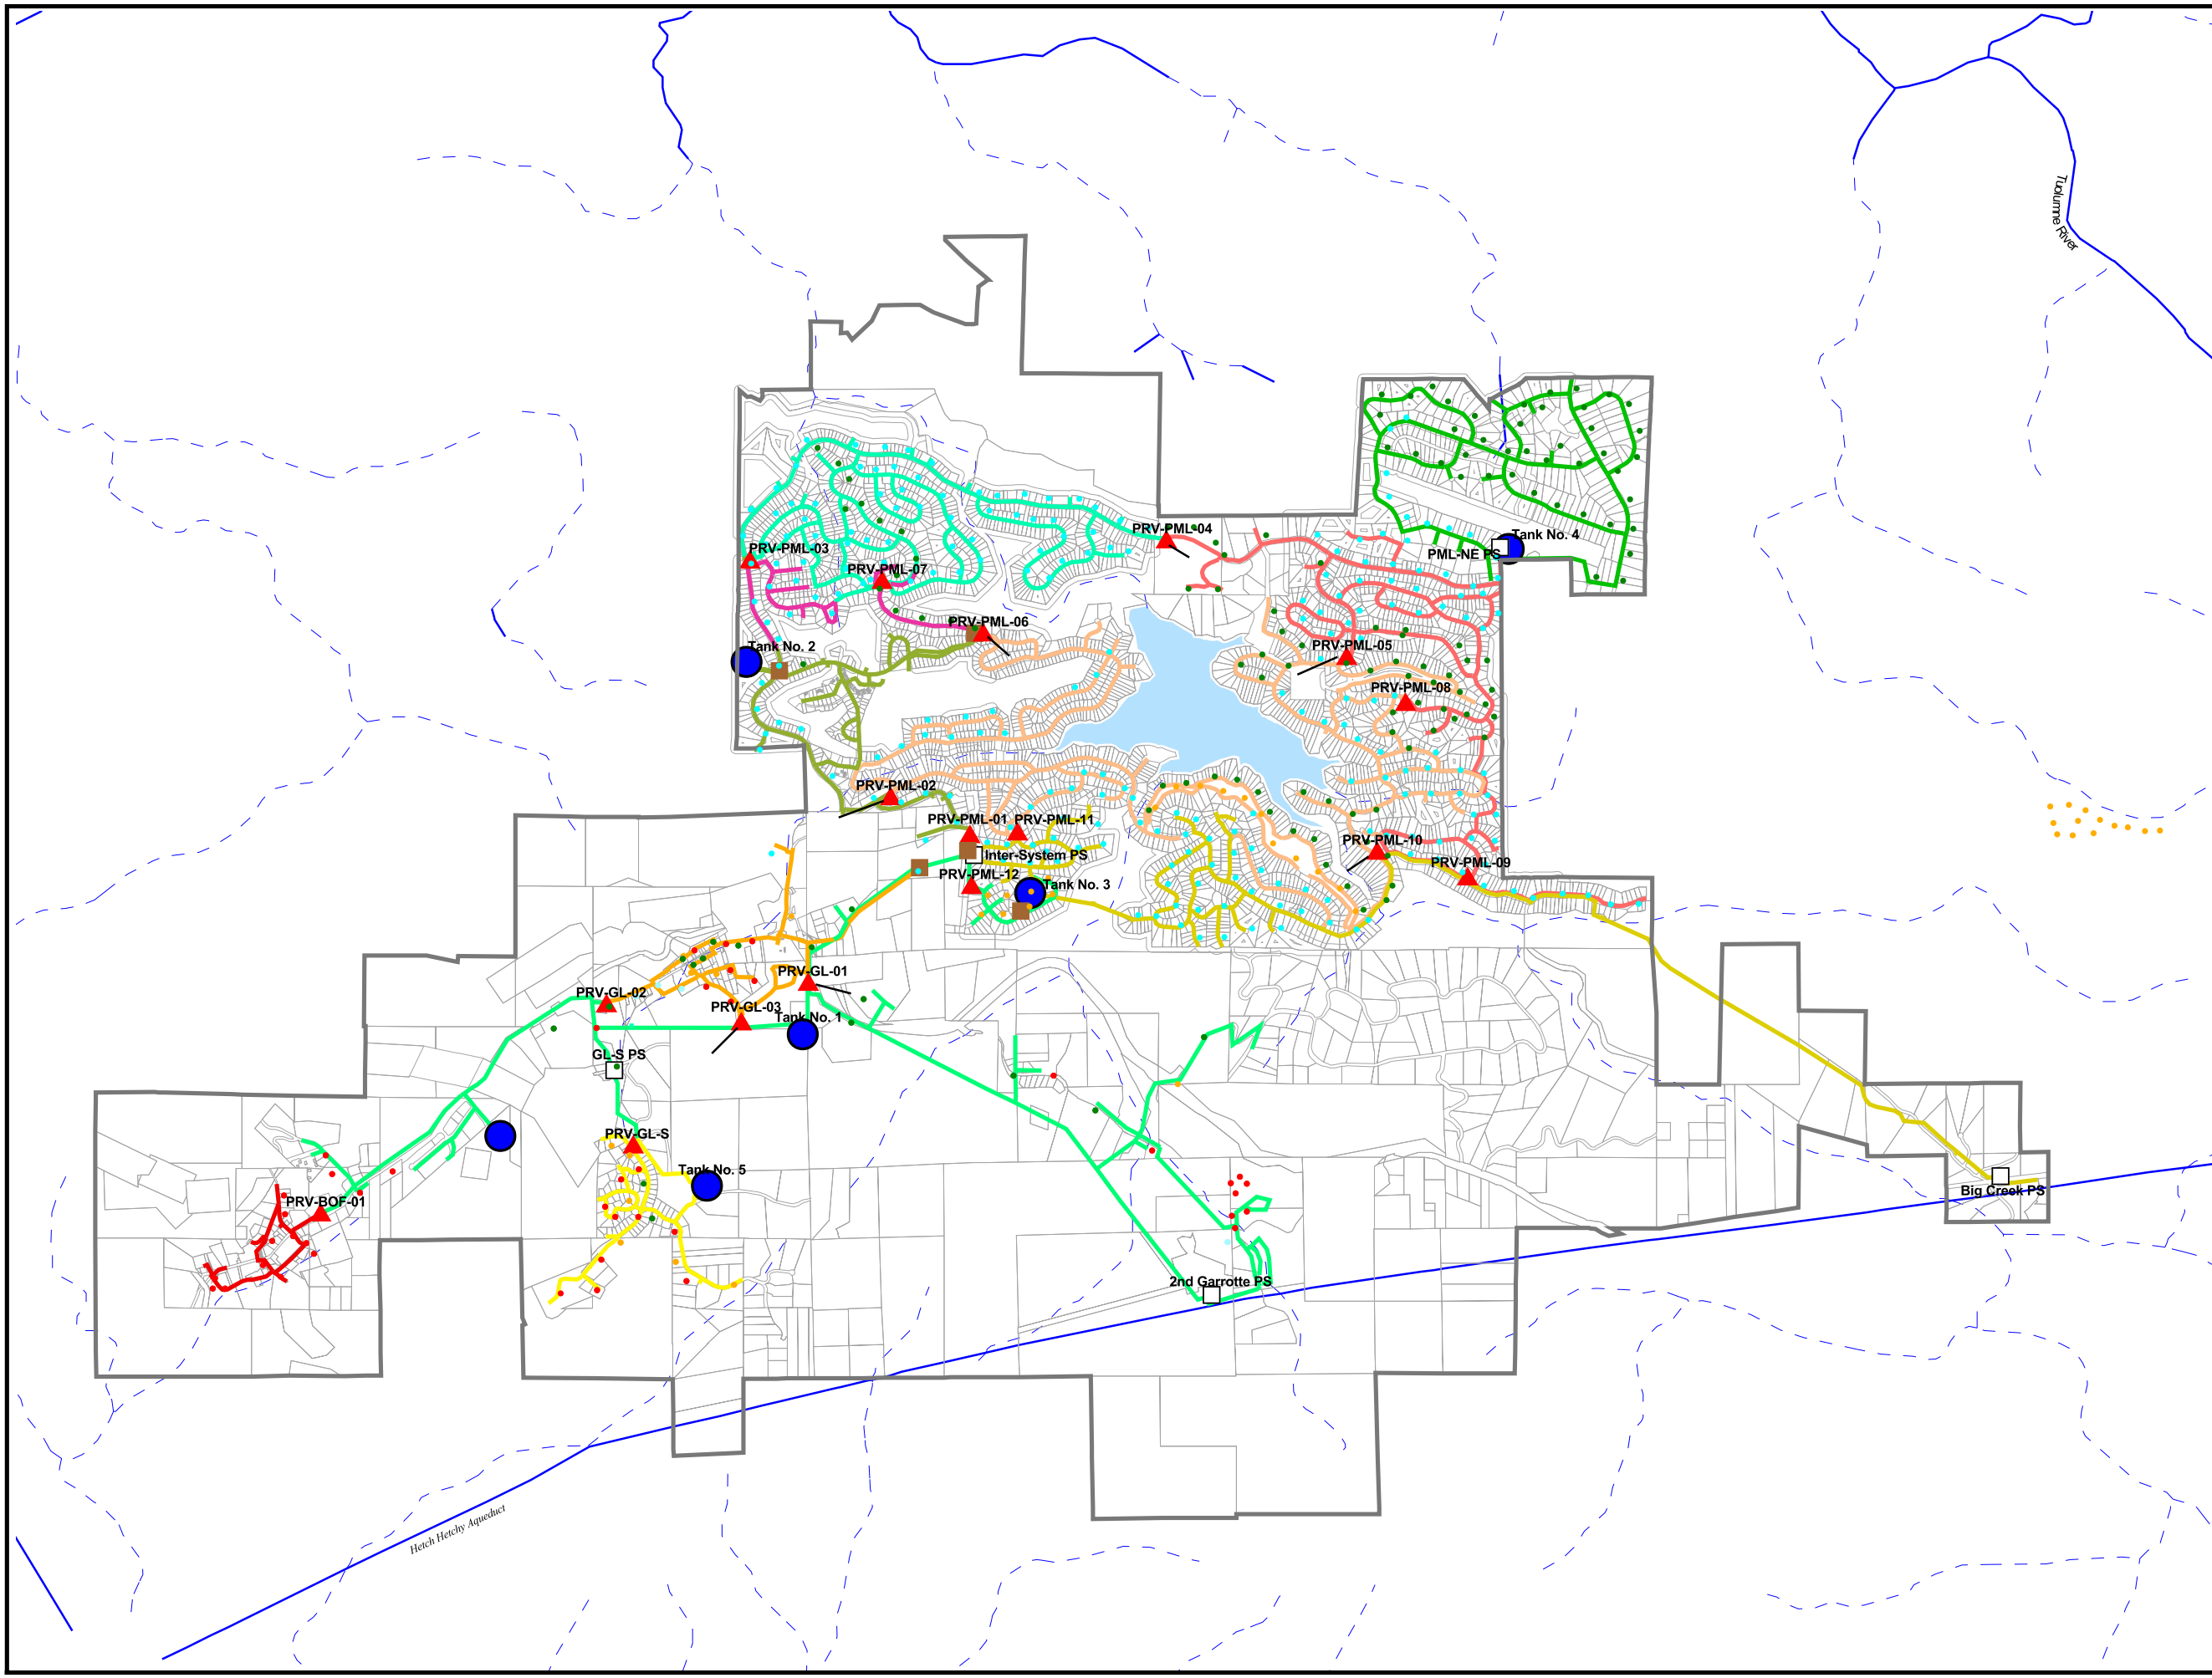 Tuolumne River
PRV-PML-04
Tank No. 4
PRV-PML-03
PML-NE PS
PRV-PML-07
PRV-PML-06
Tank No. 2
PRV-PML-05
PRV-PML-08
PRV-PML-02
PRV-PML-01
PRV-PML-11
PRV-PML-10
Inter-System PS
PRV-PML-09
PRV-PML-12
Tank No. 3
PRV-GL-01
PRV-GL-02
PRV-GL-03
Tank No. 1
GL-S PS
PRV-GL-S
Tank No. 5
Big Creek PS
PRV-BOF-01
2nd Garrotte PS
Hetch Hetchy Aqueduct